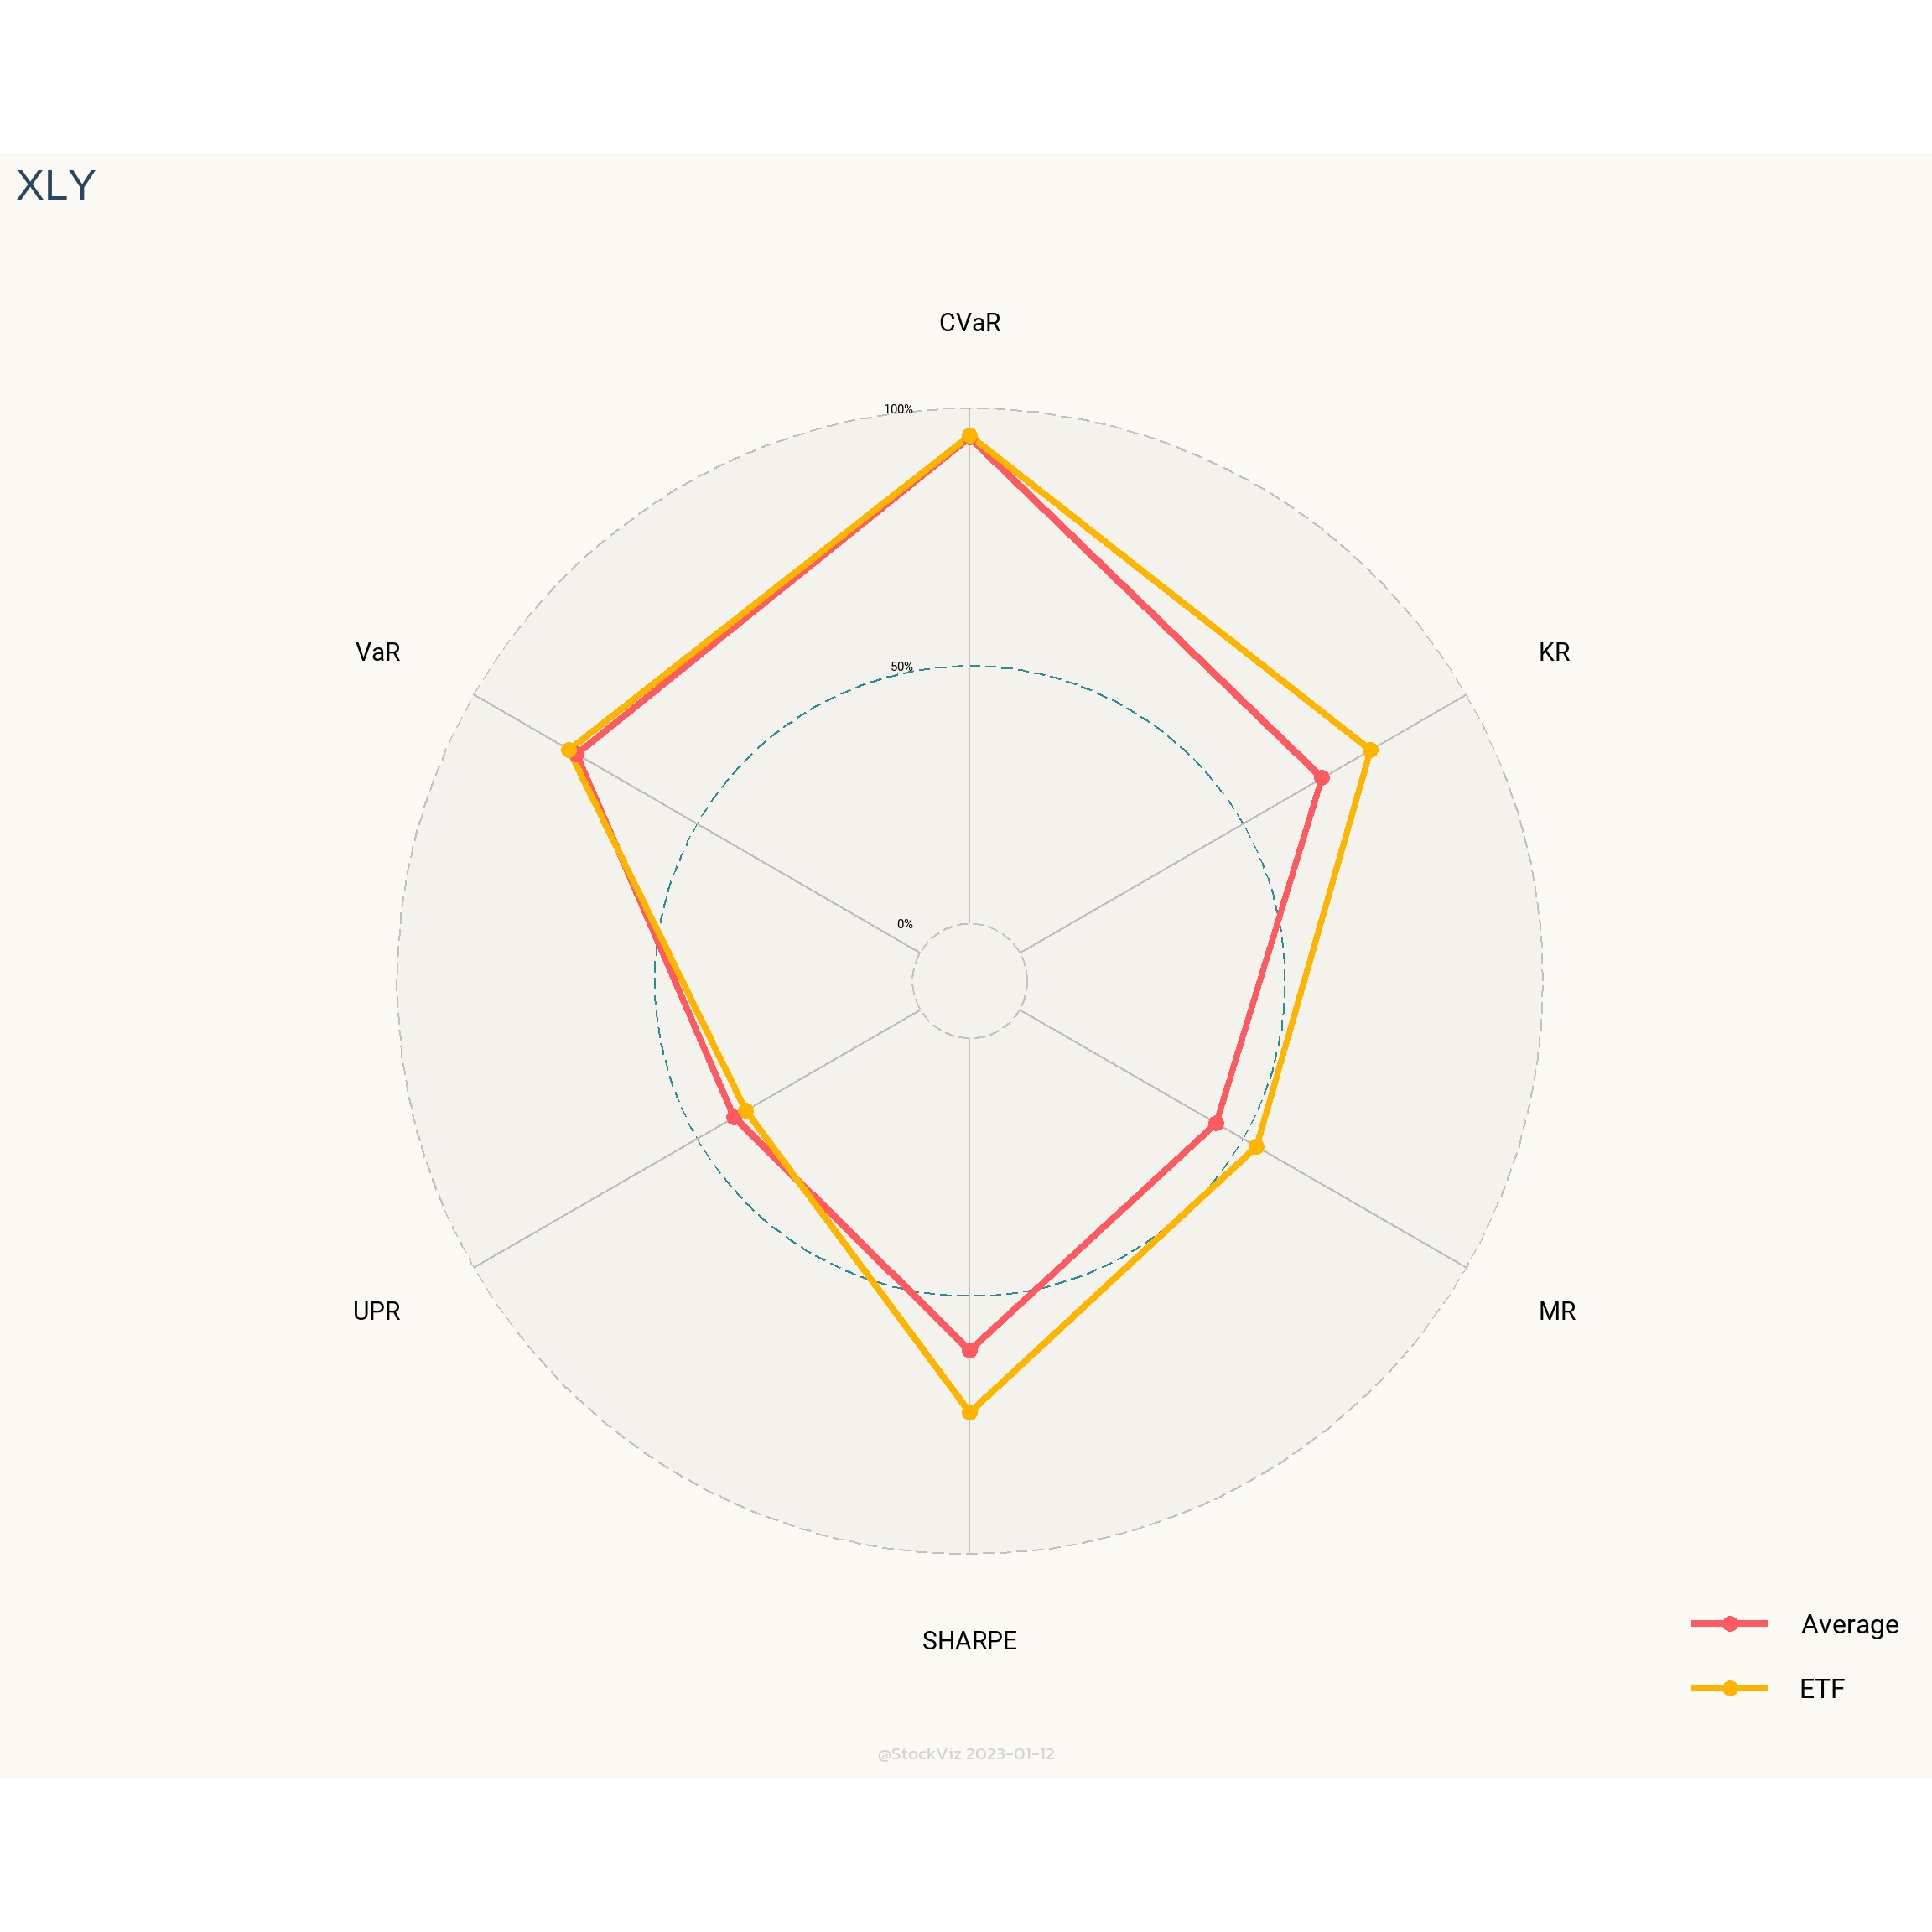 XLY
CVaR
100%
KR
VaR
50%
0%
UPR
MR
SHARPE
Average
ETF
@StockViz 2023-01-12